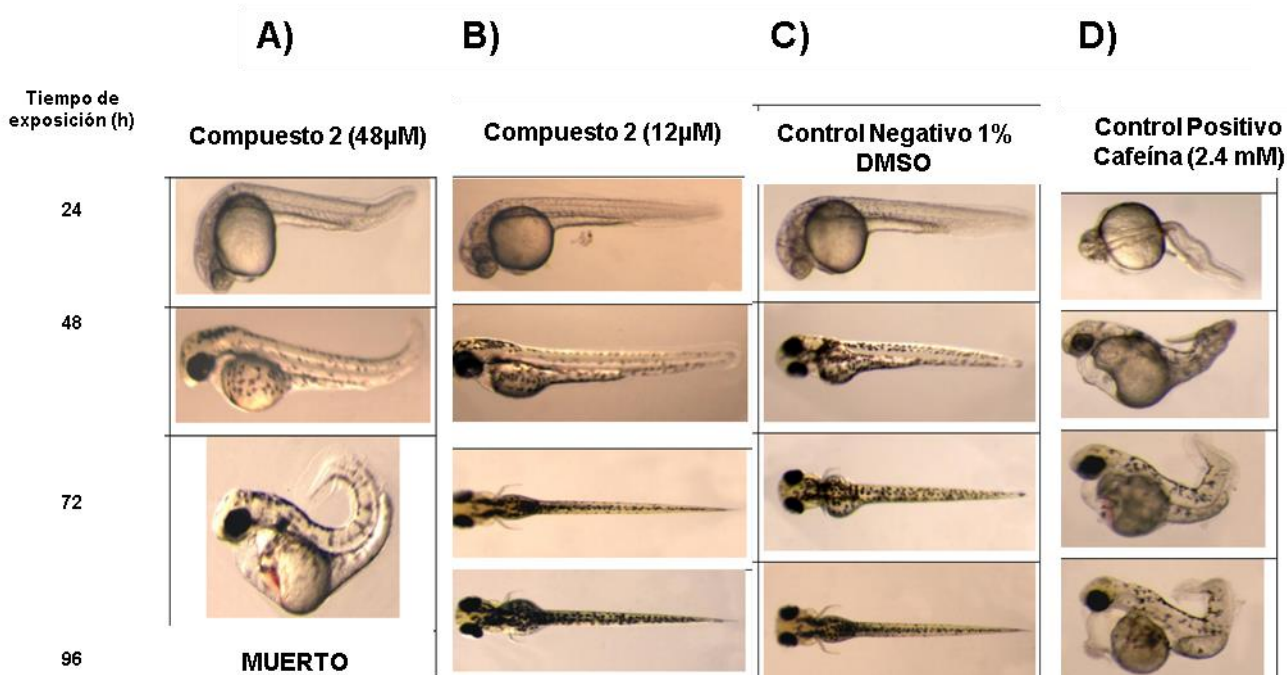 A)
B)
C)
D)
Tiempo de
exposición (h)
Compuesto 2 (48µM)
Compuesto 2 (12µM)
Control Negativo 1%
DMSO
Control Positivo
Cafeína (2.4 mM)
24
48
72
96
MUERTO